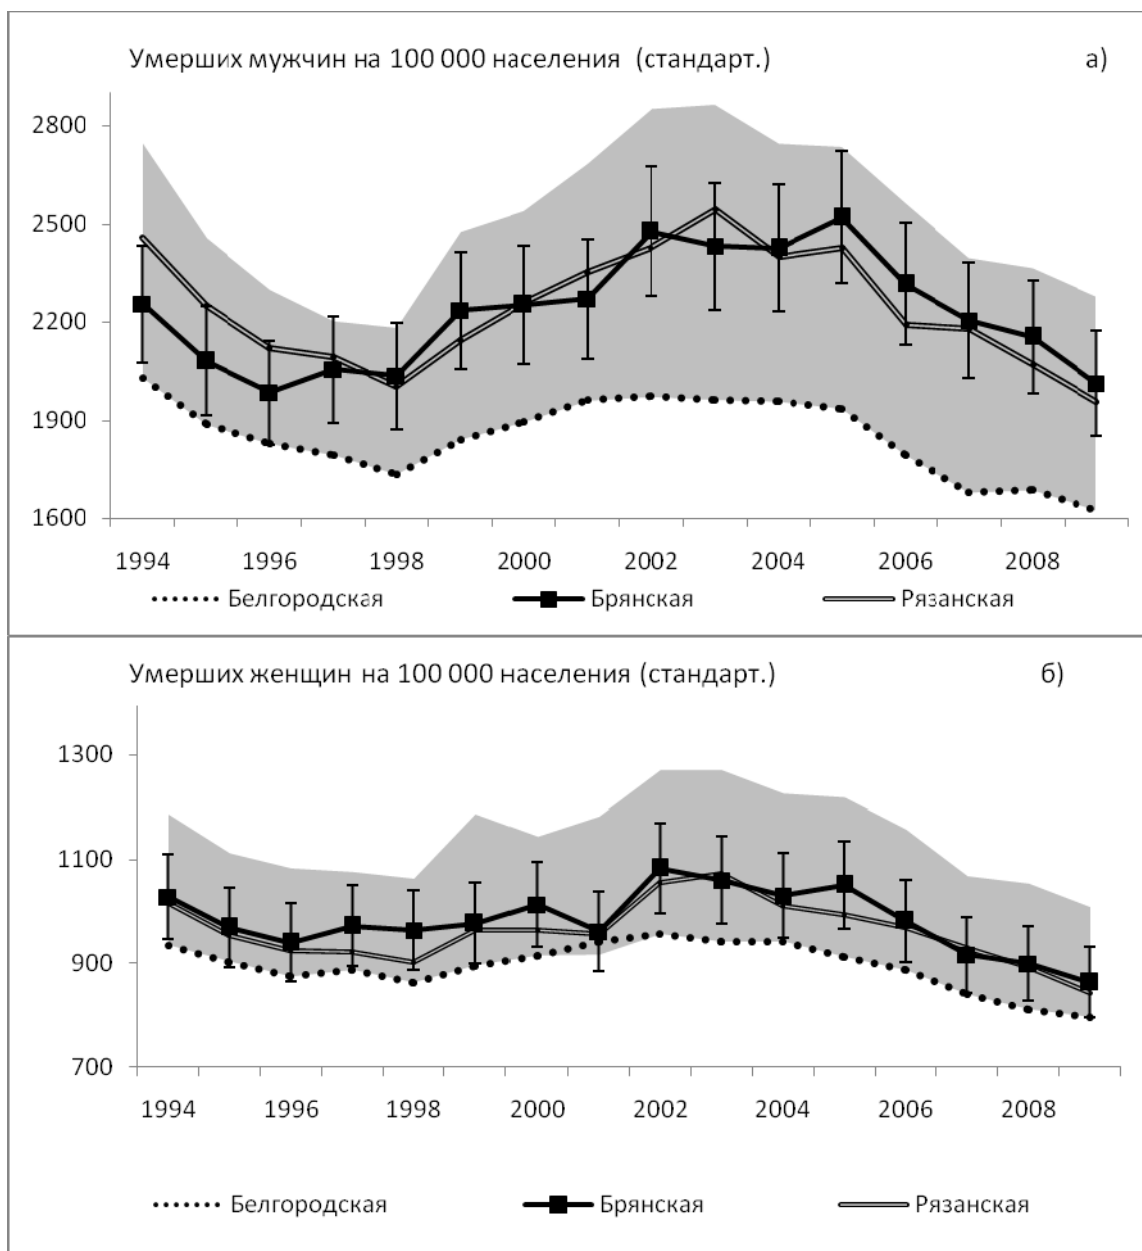 Умерших мужчин на 100 000 населения (стандарт.) а)
2800
2500
2200
1900
1600
1994 1996 1998 2000 2002 2004 2006 2008
Белгородская Брянская Рязанская
Умерших женщин на 100 000 населения (стандарт.) б)
1300
1100
900
700
1994 1996 1998 2000 2002 2004 2006 2008
Белгородская Брянская Рязанская